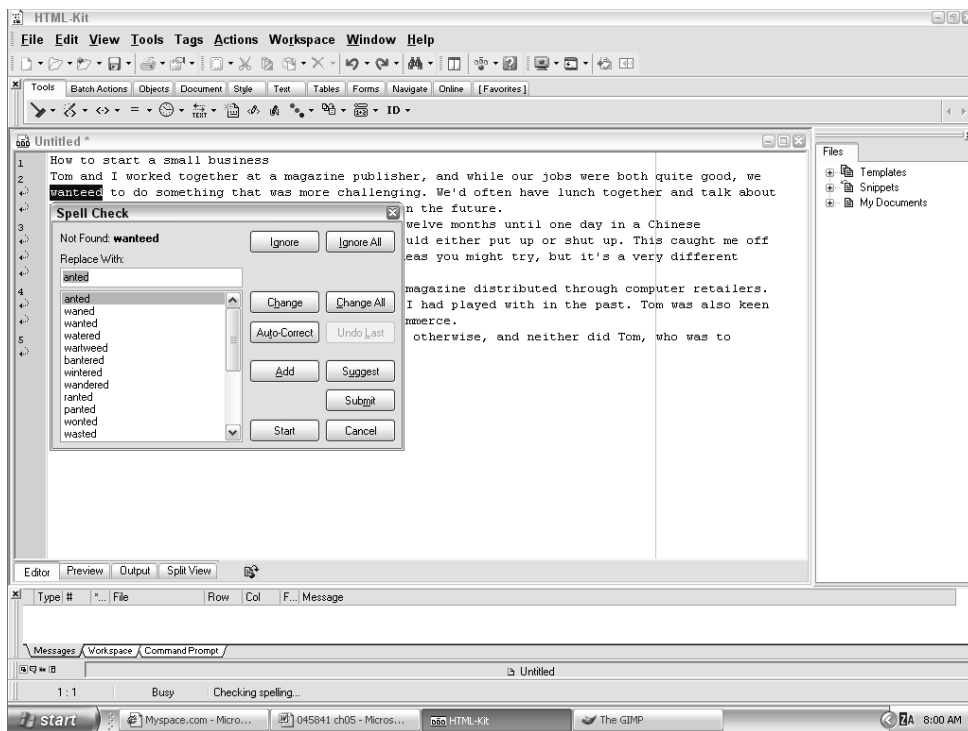 HTML-Kit
File Edit View Tools Tags Actions Workspace Window Help
Tools Batch Actions Objects Document Style Text Tables Forms Navigate Online [Favorites]
TEXT ID
Untitled *
1 How to start a small business
2 Tom and I worked together at a magazine publisher, and while our jobs were both quite good, we
wanteed to do something that was more challenging. We'd often have lunch together and talk about
n the future.
3 welve months until one day in a Chinese
uld either put up or shut up. This caught me off
eas you might try, but it's a very different
4 magazine distributed through computer retailers.
I had played with in the past. Tom was also keen
mmerce.
5 otherwise, and neither did Tom, who was to
Spell Check
Not Found: wanteed
Replace With:
anted
anted
waned
wanted
watered
wartweed
bantered
wintered
wandered
ranted
panted
wonted
wasted
Ignore Ignore All
Change Change All
Auto-Correct Undo Last
Add Suggest
Submit
Start Cancel
Files
Templates
Snippets
My Documents
Editor Preview Output Split View
Type # *... File Row Col F... Message
Messages Workspace Command Prompt
Untitled
1 : 1 Busy Checking spelling...
start Myspace.com - Micro... 045841 ch05 - Micros... HTML-Kit The GIMP 8:00 AM